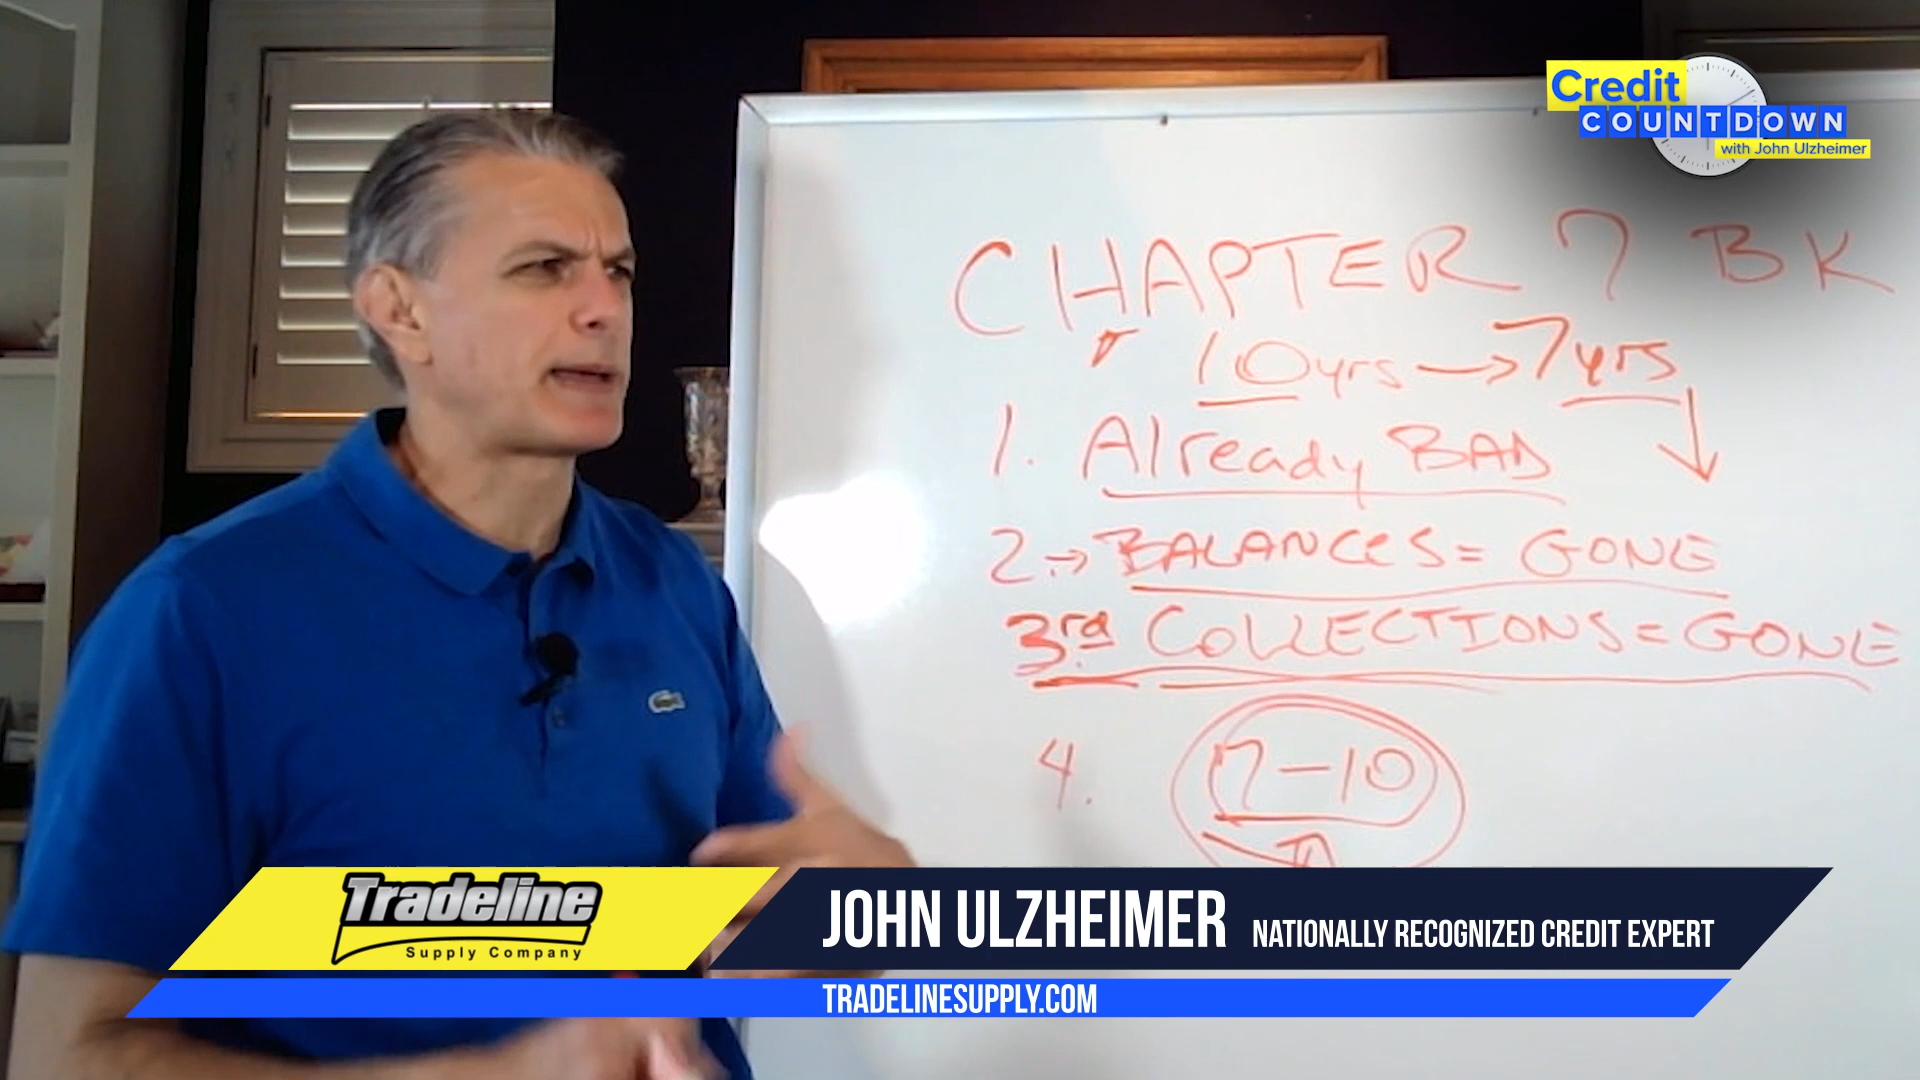 Credit
COUNTDOWN
with John Ulzheimer
CHAPTER 7 BK
10yrs → 7yrs
1. Already BAD
2. → BALANCES = GONE
3rd COLLECTIONS = GONE
4. 7-10
Tradeline
Supply Company
JOHN ULZHEIMER NATIONALLY RECOGNIZED CREDIT EXPERT
TRADELINESUPPLY.COM